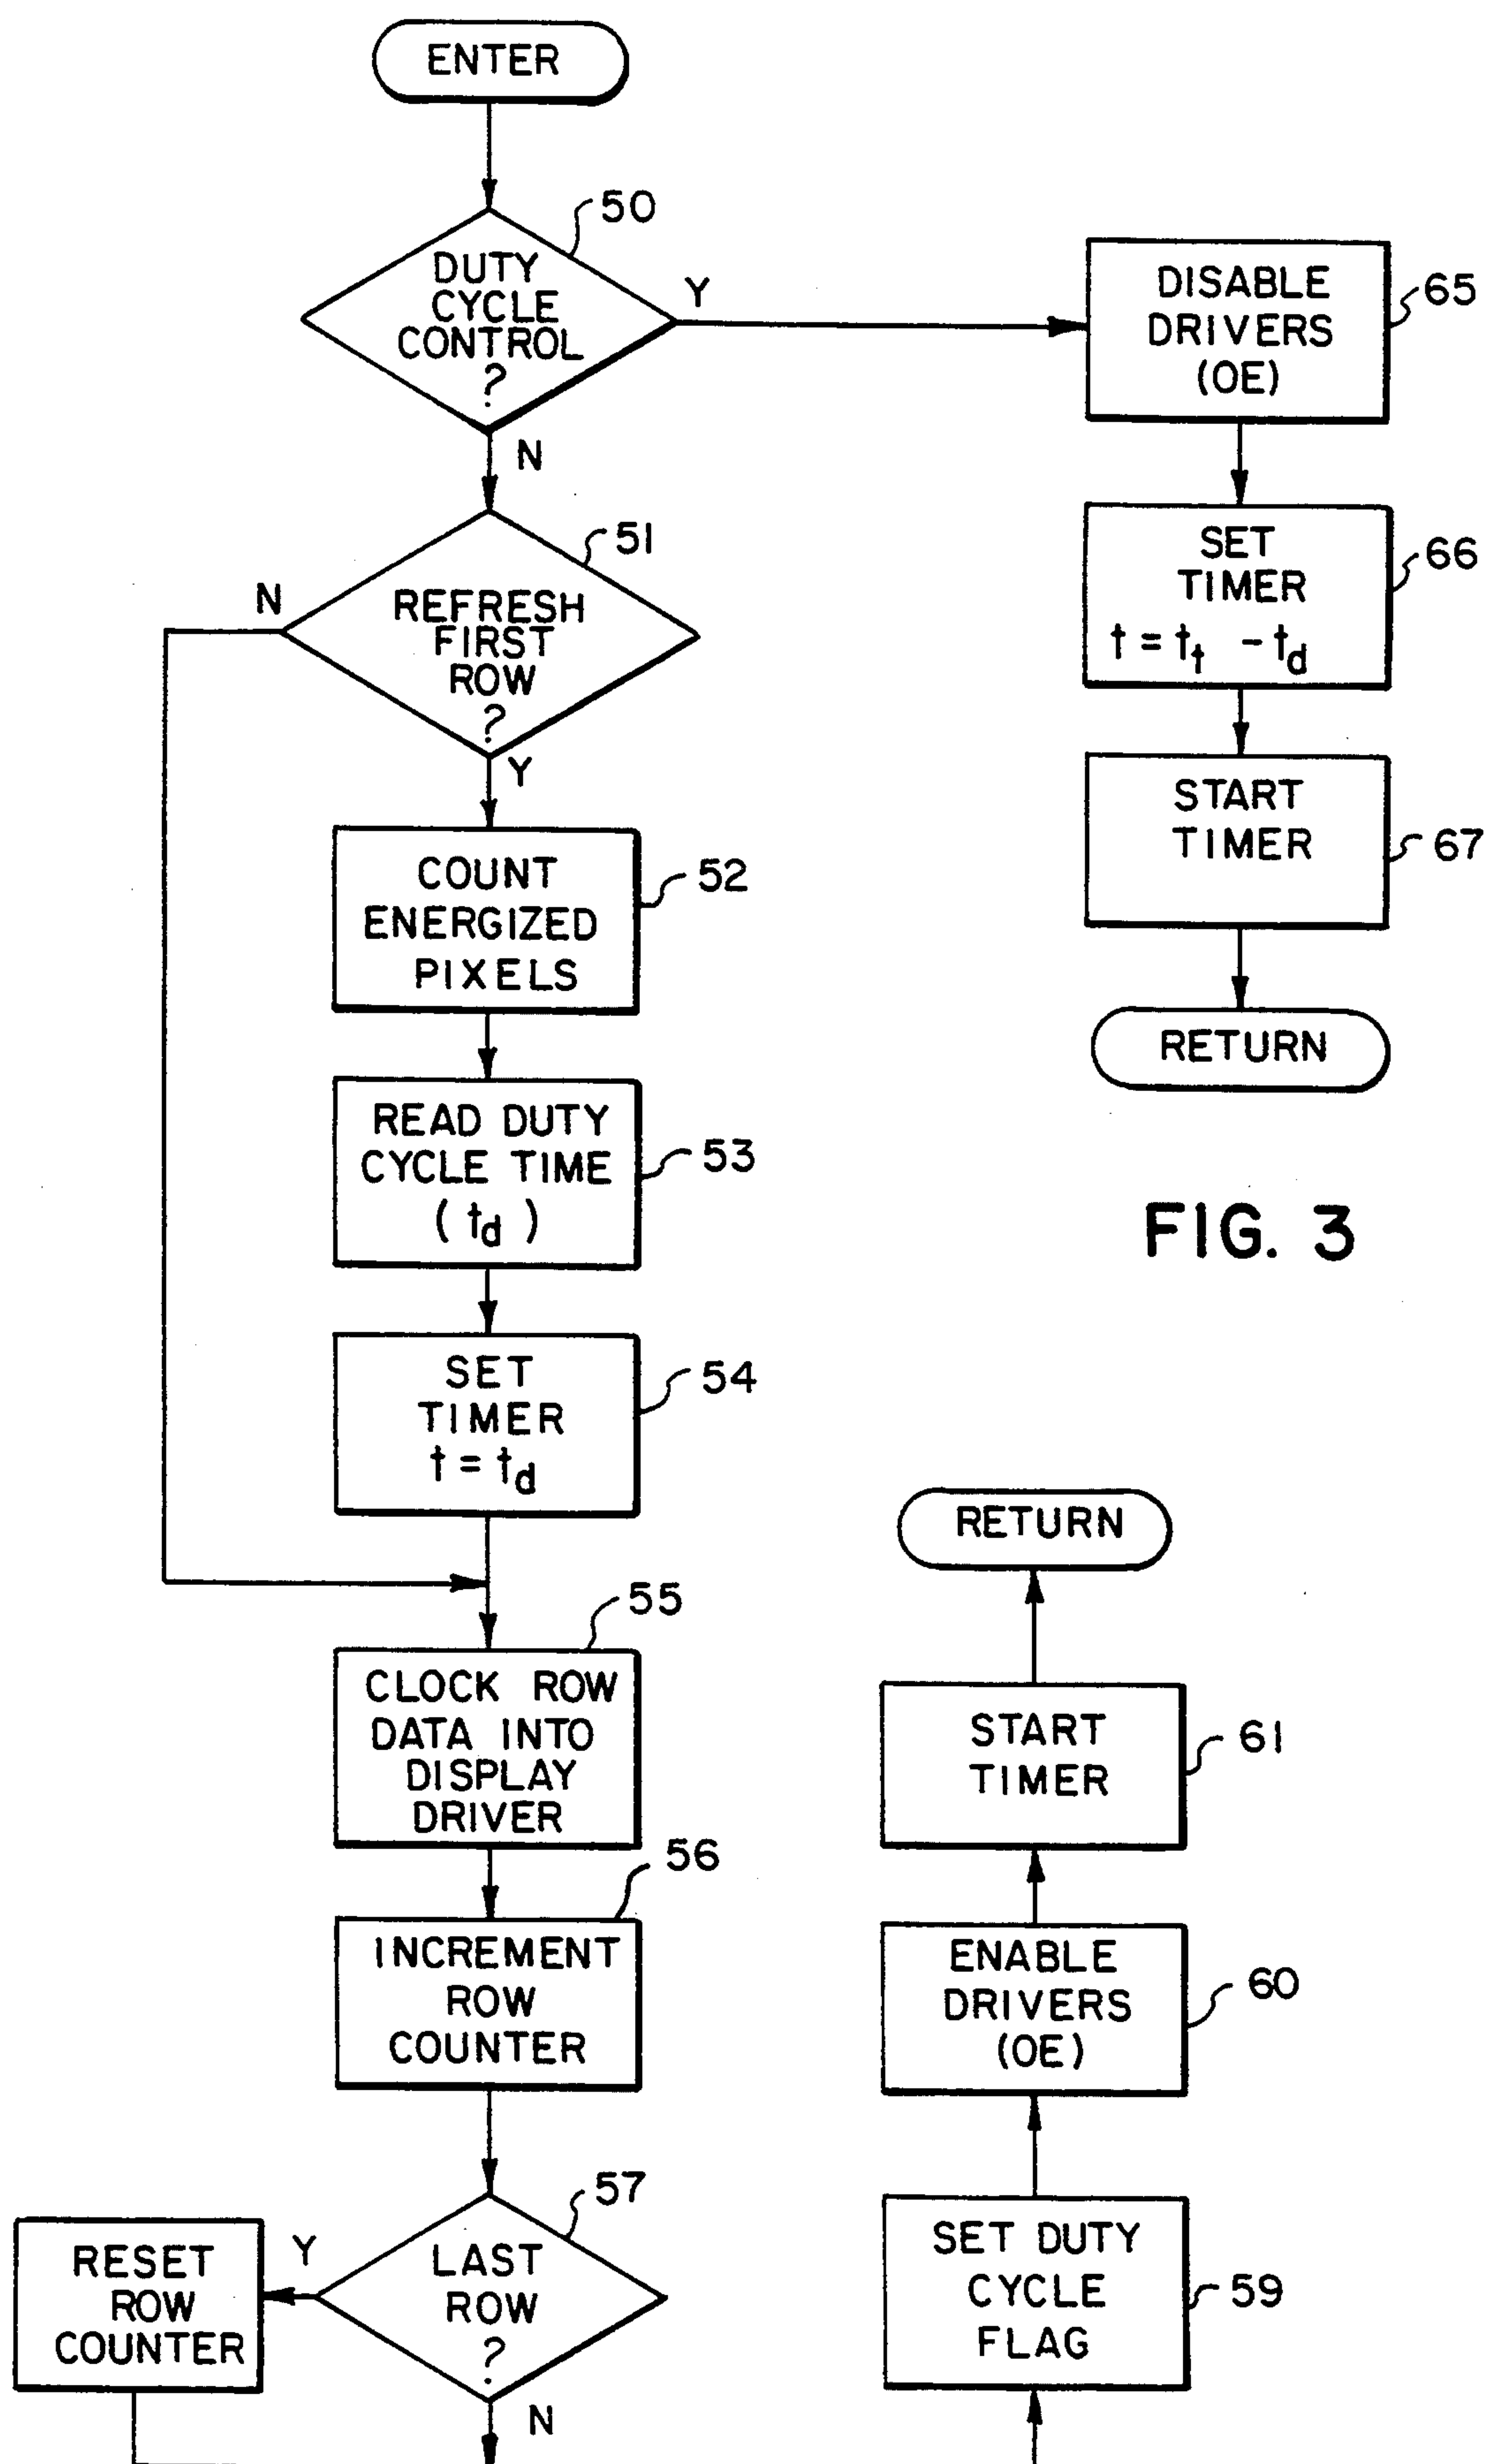 ENTER
50
DUTY
CYCLE
CONTROL
?
Y
N
51
REFRESH
FIRST
ROW
?
N
Y
52
COUNT
ENERGIZED
PIXELS
READ DUTY
CYCLE TIME
( td )
53
SET
TIMER
t = td
54
55
CLOCK ROW
DATA INTO
DISPLAY
DRIVER
56
INCREMENT
ROW
COUNTER
57
LAST
ROW
?
Y
N
RESET
ROW
COUNTER
DISABLE
DRIVERS
(OE)
65
SET
TIMER
t = tt - td
66
START
TIMER
67
RETURN
FIG. 3
RETURN
START
TIMER
61
ENABLE
DRIVERS
(OE)
60
SET DUTY
CYCLE
FLAG
59